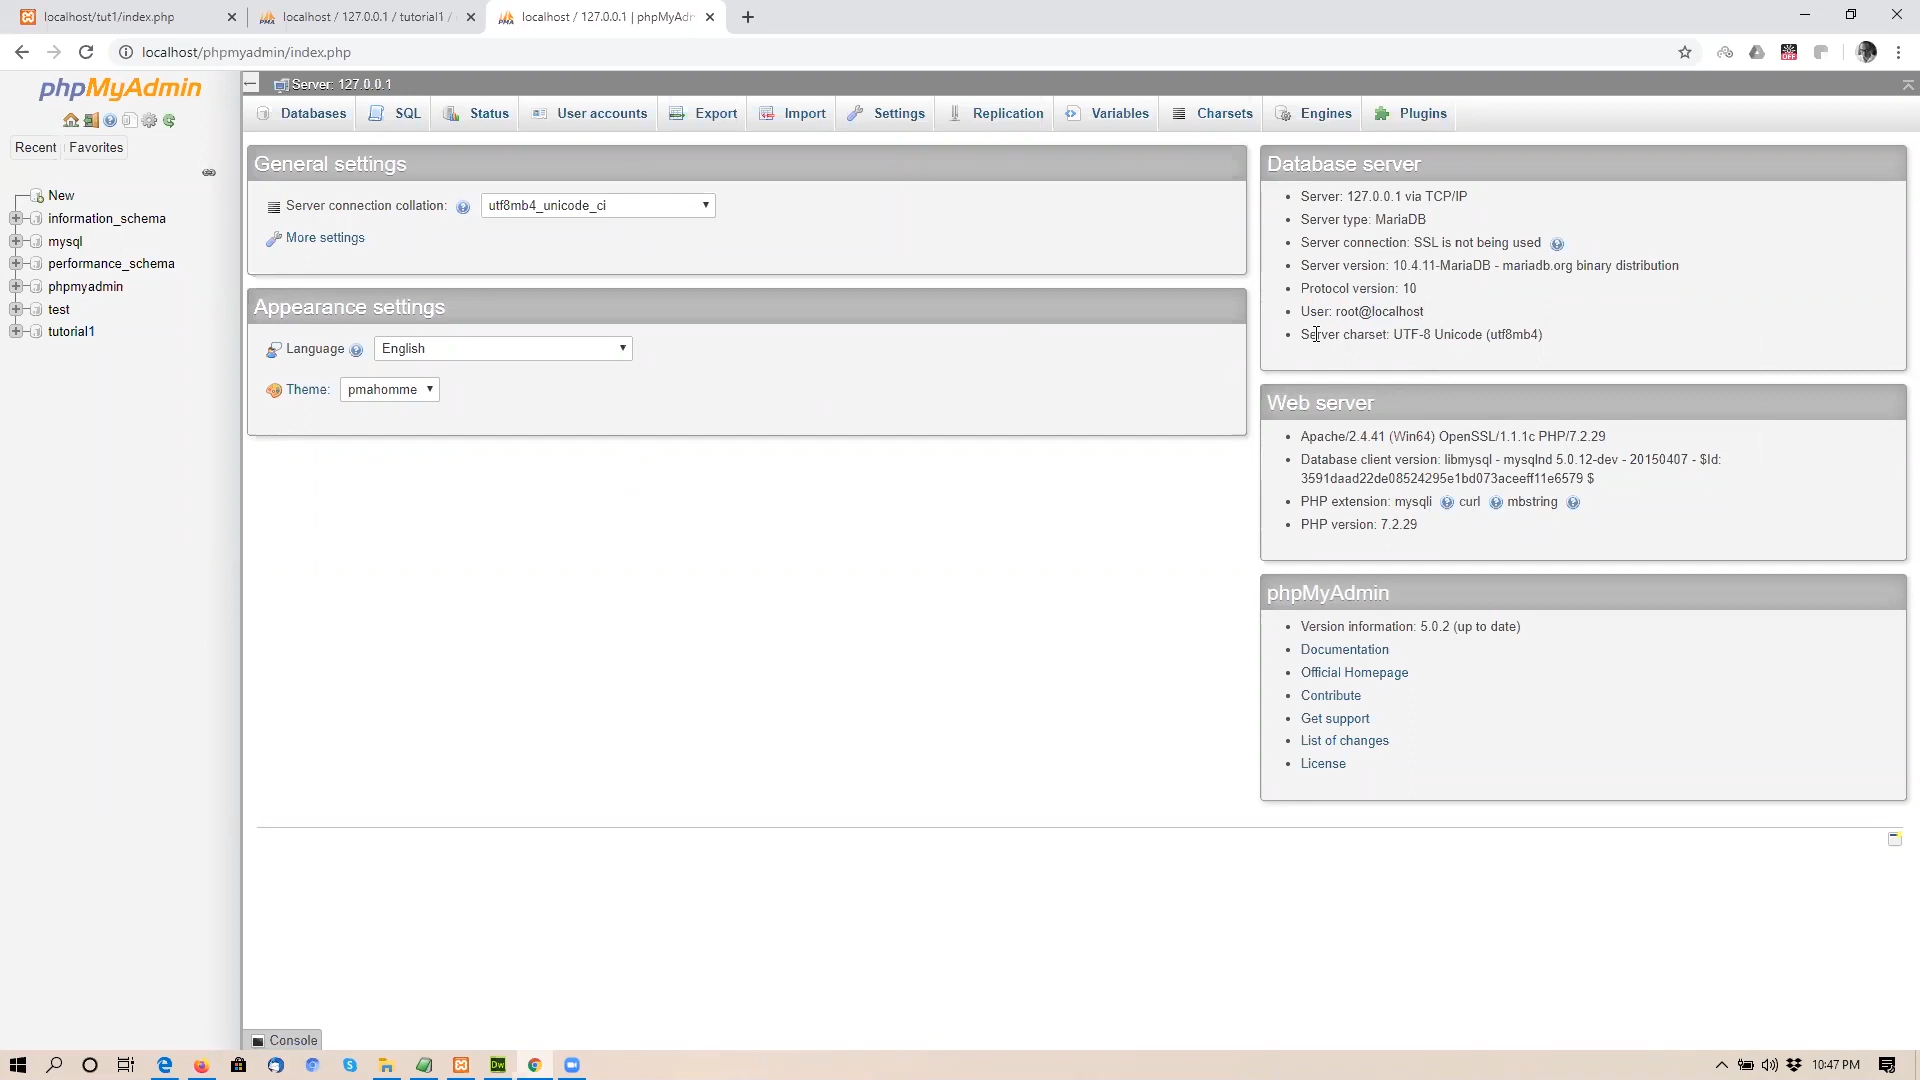 localhost/tut1/index.php
localhost / 127.0.0.1 / tutorial1 /
localhost / 127.0.0.1 | phpMyAdm
localhost/phpmyadmin/index.php
phpMyAdmin
Recent Favorites
New
information_schema
mysql
performance_schema
phpmyadmin
test
tutorial1
Server: 127.0.0.1
Databases SQL Status User accounts Export Import Settings Replication Variables Charsets Engines Plugins
General settings
Server connection collation: utf8mb4_unicode_ci
More settings
Appearance settings
Language English
Theme: pmahomme
Database server
Server: 127.0.0.1 via TCP/IP
Server type: MariaDB
Server connection: SSL is not being used
Server version: 10.4.11-MariaDB - mariadb.org binary distribution
Protocol version: 10
User: root@localhost
Server charset: UTF-8 Unicode (utf8mb4)
Web server
Apache/2.4.41 (Win64) OpenSSL/1.1.1c PHP/7.2.29
Database client version: libmysql - mysqlnd 5.0.12-dev - 20150407 - $Id:
3591daad22de08524295e1bd073aceeff11e6579 $
PHP extension: mysqli curl mbstring
PHP version: 7.2.29
phpMyAdmin
Version information: 5.0.2 (up to date)
Documentation
Official Homepage
Contribute
Get support
List of changes
License
Console
10:47 PM